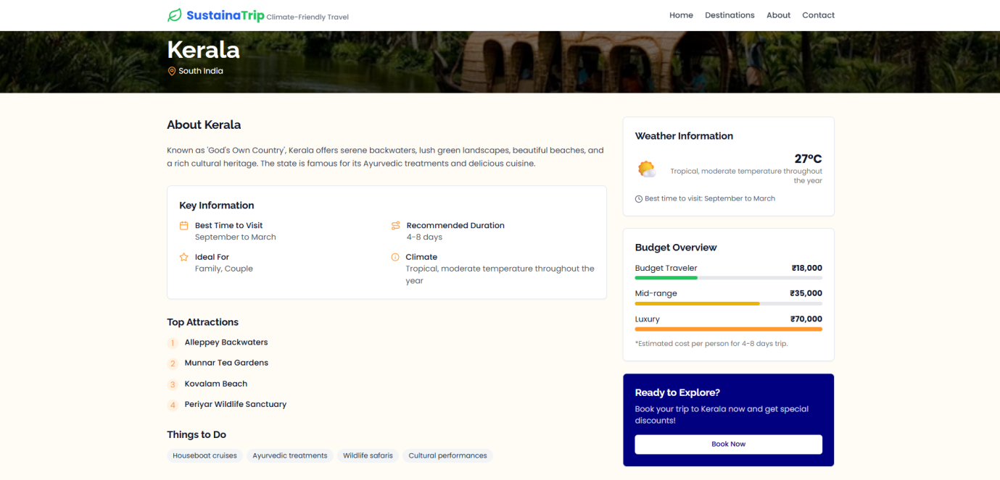 SustainaTrip Climate-Friendly Travel
Home Destinations About Contact
Kerala
South India
About Kerala
Known as 'God's Own Country', Kerala offers serene backwaters, lush green landscapes, beautiful beaches, and
a rich cultural heritage. The state is famous for its Ayurvedic treatments and delicious cuisine.
Key Information
Best Time to Visit
September to March
Recommended Duration
4-8 days
Ideal For
Family, Couple
Climate
Tropical, moderate temperature throughout the
year
Top Attractions
1 Alleppey Backwaters
2 Munnar Tea Gardens
3 Kovalam Beach
4 Periyar Wildlife Sanctuary
Things to Do
Houseboat cruises Ayurvedic treatments Wildlife safaris Cultural performances
Weather Information
27°C
Tropical, moderate temperature throughout
the year
Best time to visit: September to March
Budget Overview
Budget Traveler ₹18,000
Mid-range ₹35,000
Luxury ₹70,000
*Estimated cost per person for 4-8 days trip.
Ready to Explore?
Book your trip to Kerala now and get special
discounts!
Book Now